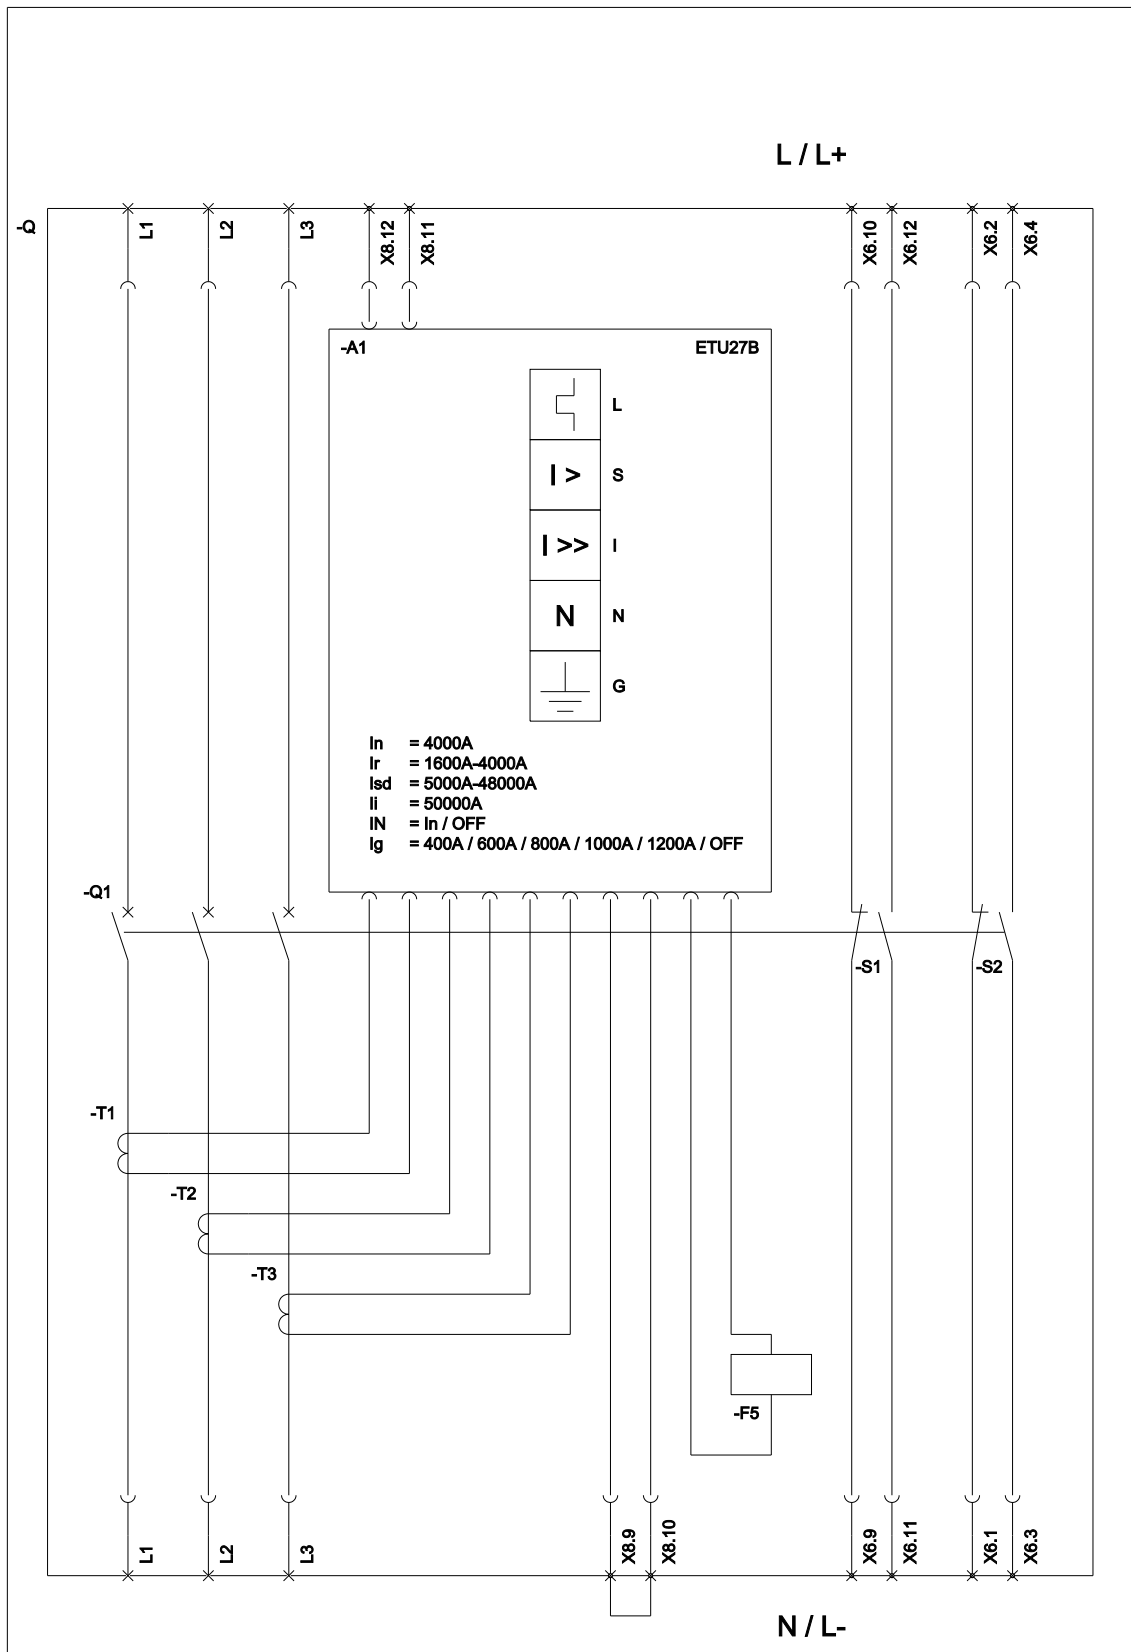 L / L+
-Q
L1
L2
L3
X8.12
X8.11
X6.10
X6.12
X6.2
X6.4
-A1
ETU27B
L
I >
S
I >>
I
N
N
G
In = 4000A
Ir = 1600A-4000A
Isd = 5000A-48000A
Ii = 50000A
IN = In / OFF
Ig = 400A / 600A / 800A / 1000A / 1200A / OFF
-Q1
-S1
-S2
-T1
-T2
-T3
-F5
L1
L2
L3
X8.9
X8.10
X6.9
X6.11
X6.1
X6.3
N / L-